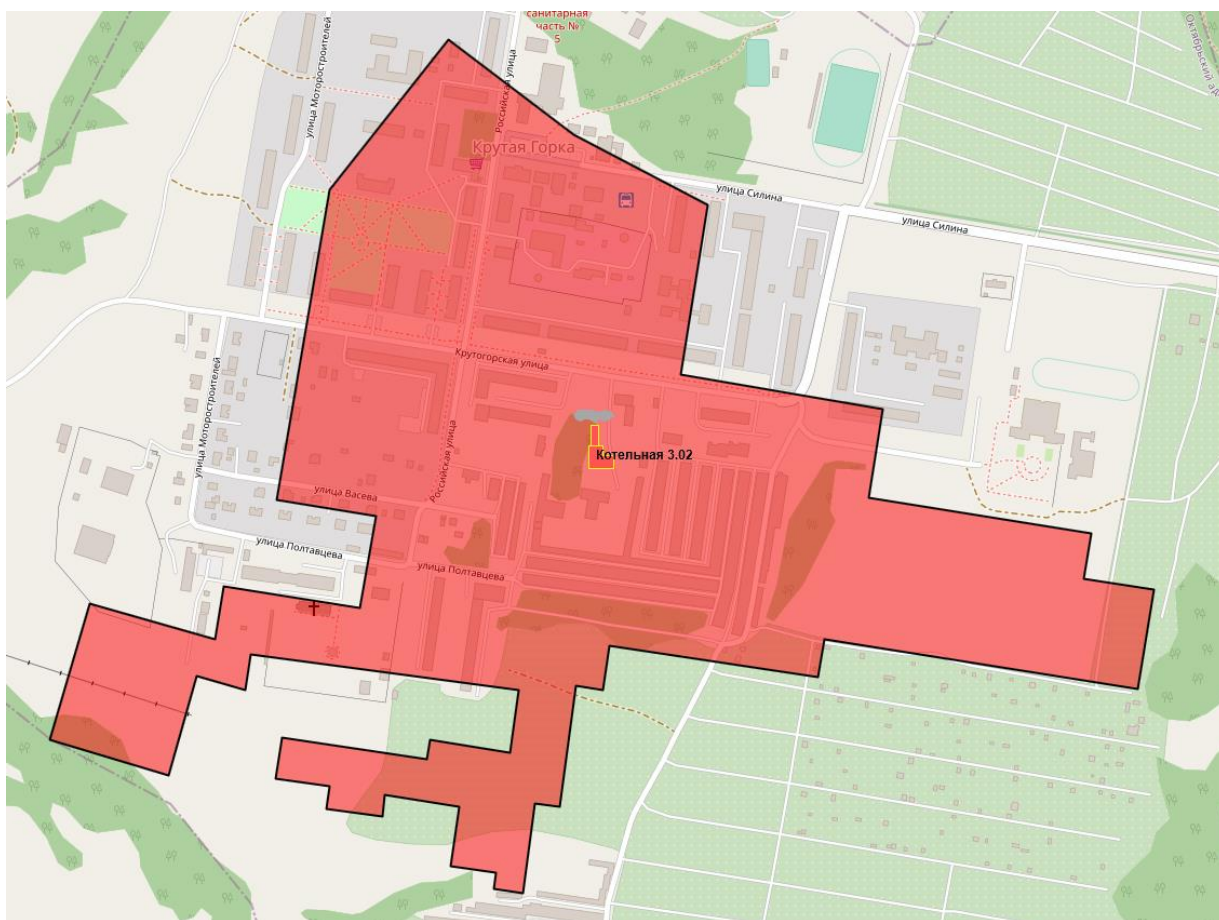 санитарная
часть №
5
Октябрьский а
улица Моторостроителей
Российская улица
Крутая Горка
улица Силина
улица Силина
Крутогорская улица
улица Моторостроителей
Российская улица
Котельная 3.02
улица Васева
улица Полтавцева
улица Полтавцева